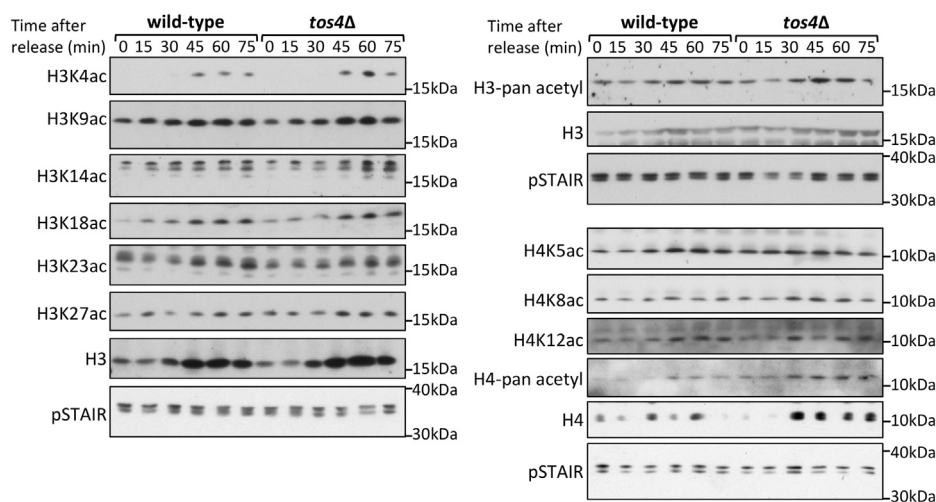 Time after release (min)
wild-type tos4Δ
0 15 30 45 60 75 0 15 30 45 60 75
H3K4ac
15kDa
H3K9ac
15kDa
H3K14ac
15kDa
H3K18ac
15kDa
H3K23ac
15kDa
H3K27ac
15kDa
H3
15kDa
40kDa
pSTAIR
30kDa
Time after release (min)
wild-type tos4Δ
0 15 30 45 60 75 0 15 30 45 60 75
H3-pan acetyl
15kDa
H3
15kDa
40kDa
pSTAIR
30kDa
H4K5ac
10kDa
H4K8ac
10kDa
H4K12ac
10kDa
H4-pan acetyl
10kDa
H4
10kDa
40kDa
pSTAIR
30kDa